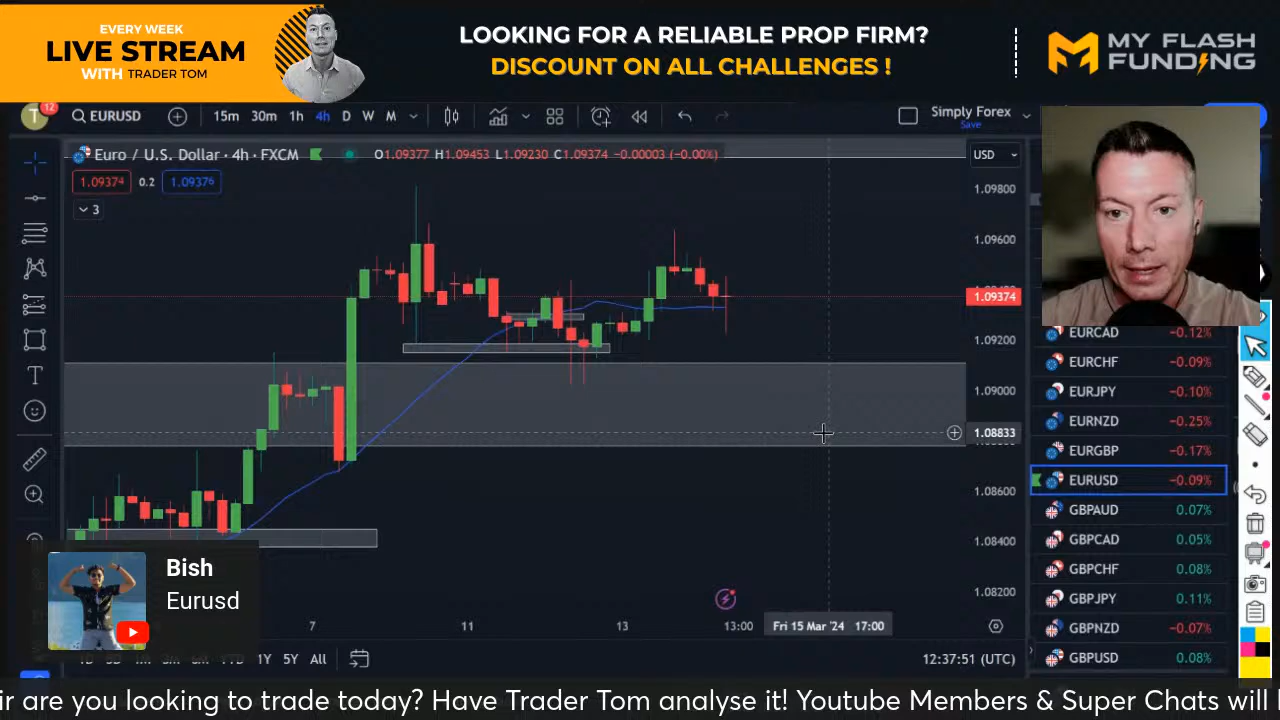 EVERY WEEK
LIVE STREAM
WITH TRADER TOM
LOOKING FOR A RELIABLE PROP FIRM?
DISCOUNT ON ALL CHALLENGES !
MY FLASH
FUNDING
T
12
EURUSD
15m 30m 1h 4h D W M
Simply Forex
Save
Euro / U.S. Dollar · 4h · FXCM
O1.09377 H1.09453 L1.09230 C1.09374 −0.00003 (−0.00%)
USD
1.09374 0.2 1.09376
3
1.09800
1.09600
1.09374
1.09200
1.09000
1.08833
1.08600
1.08400
1.08200
EURCAD −0.12%
EURCHF −0.09%
EURJPY −0.10%
EURNZD −0.25%
EURGBP −0.17%
EURUSD −0.09%
GBPAUD 0.07%
GBPCAD 0.05%
GBPCHF 0.08%
GBPJPY 0.11%
GBPNZD −0.07%
GBPUSD 0.08%
Bish
Eurusd
7 11 13 13:00 Fri 15 Mar '24 17:00
1Y 5Y All
12:37:51 (UTC)
ir are you looking to trade today? Have Trader Tom analyse it! Youtube Members & Super Chats will